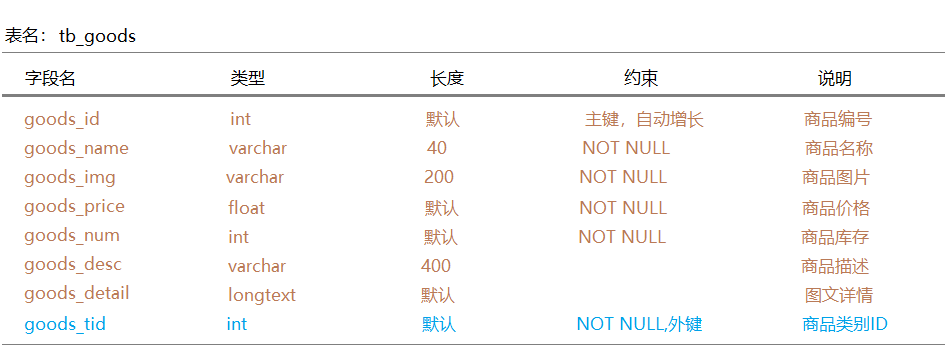 表名：tb_goods
字段名 类型 长度 约束 说明
goods_id int 默认 主键，自动增长 商品编号
goods_name varchar 40 NOT NULL 商品名称
goods_img varchar 200 NOT NULL 商品图片
goods_price float 默认 NOT NULL 商品价格
goods_num int 默认 NOT NULL 商品库存
goods_desc varchar 400 商品描述
goods_detail longtext 默认 图文详情
goods_tid int 默认 NOT NULL,外键 商品类别ID